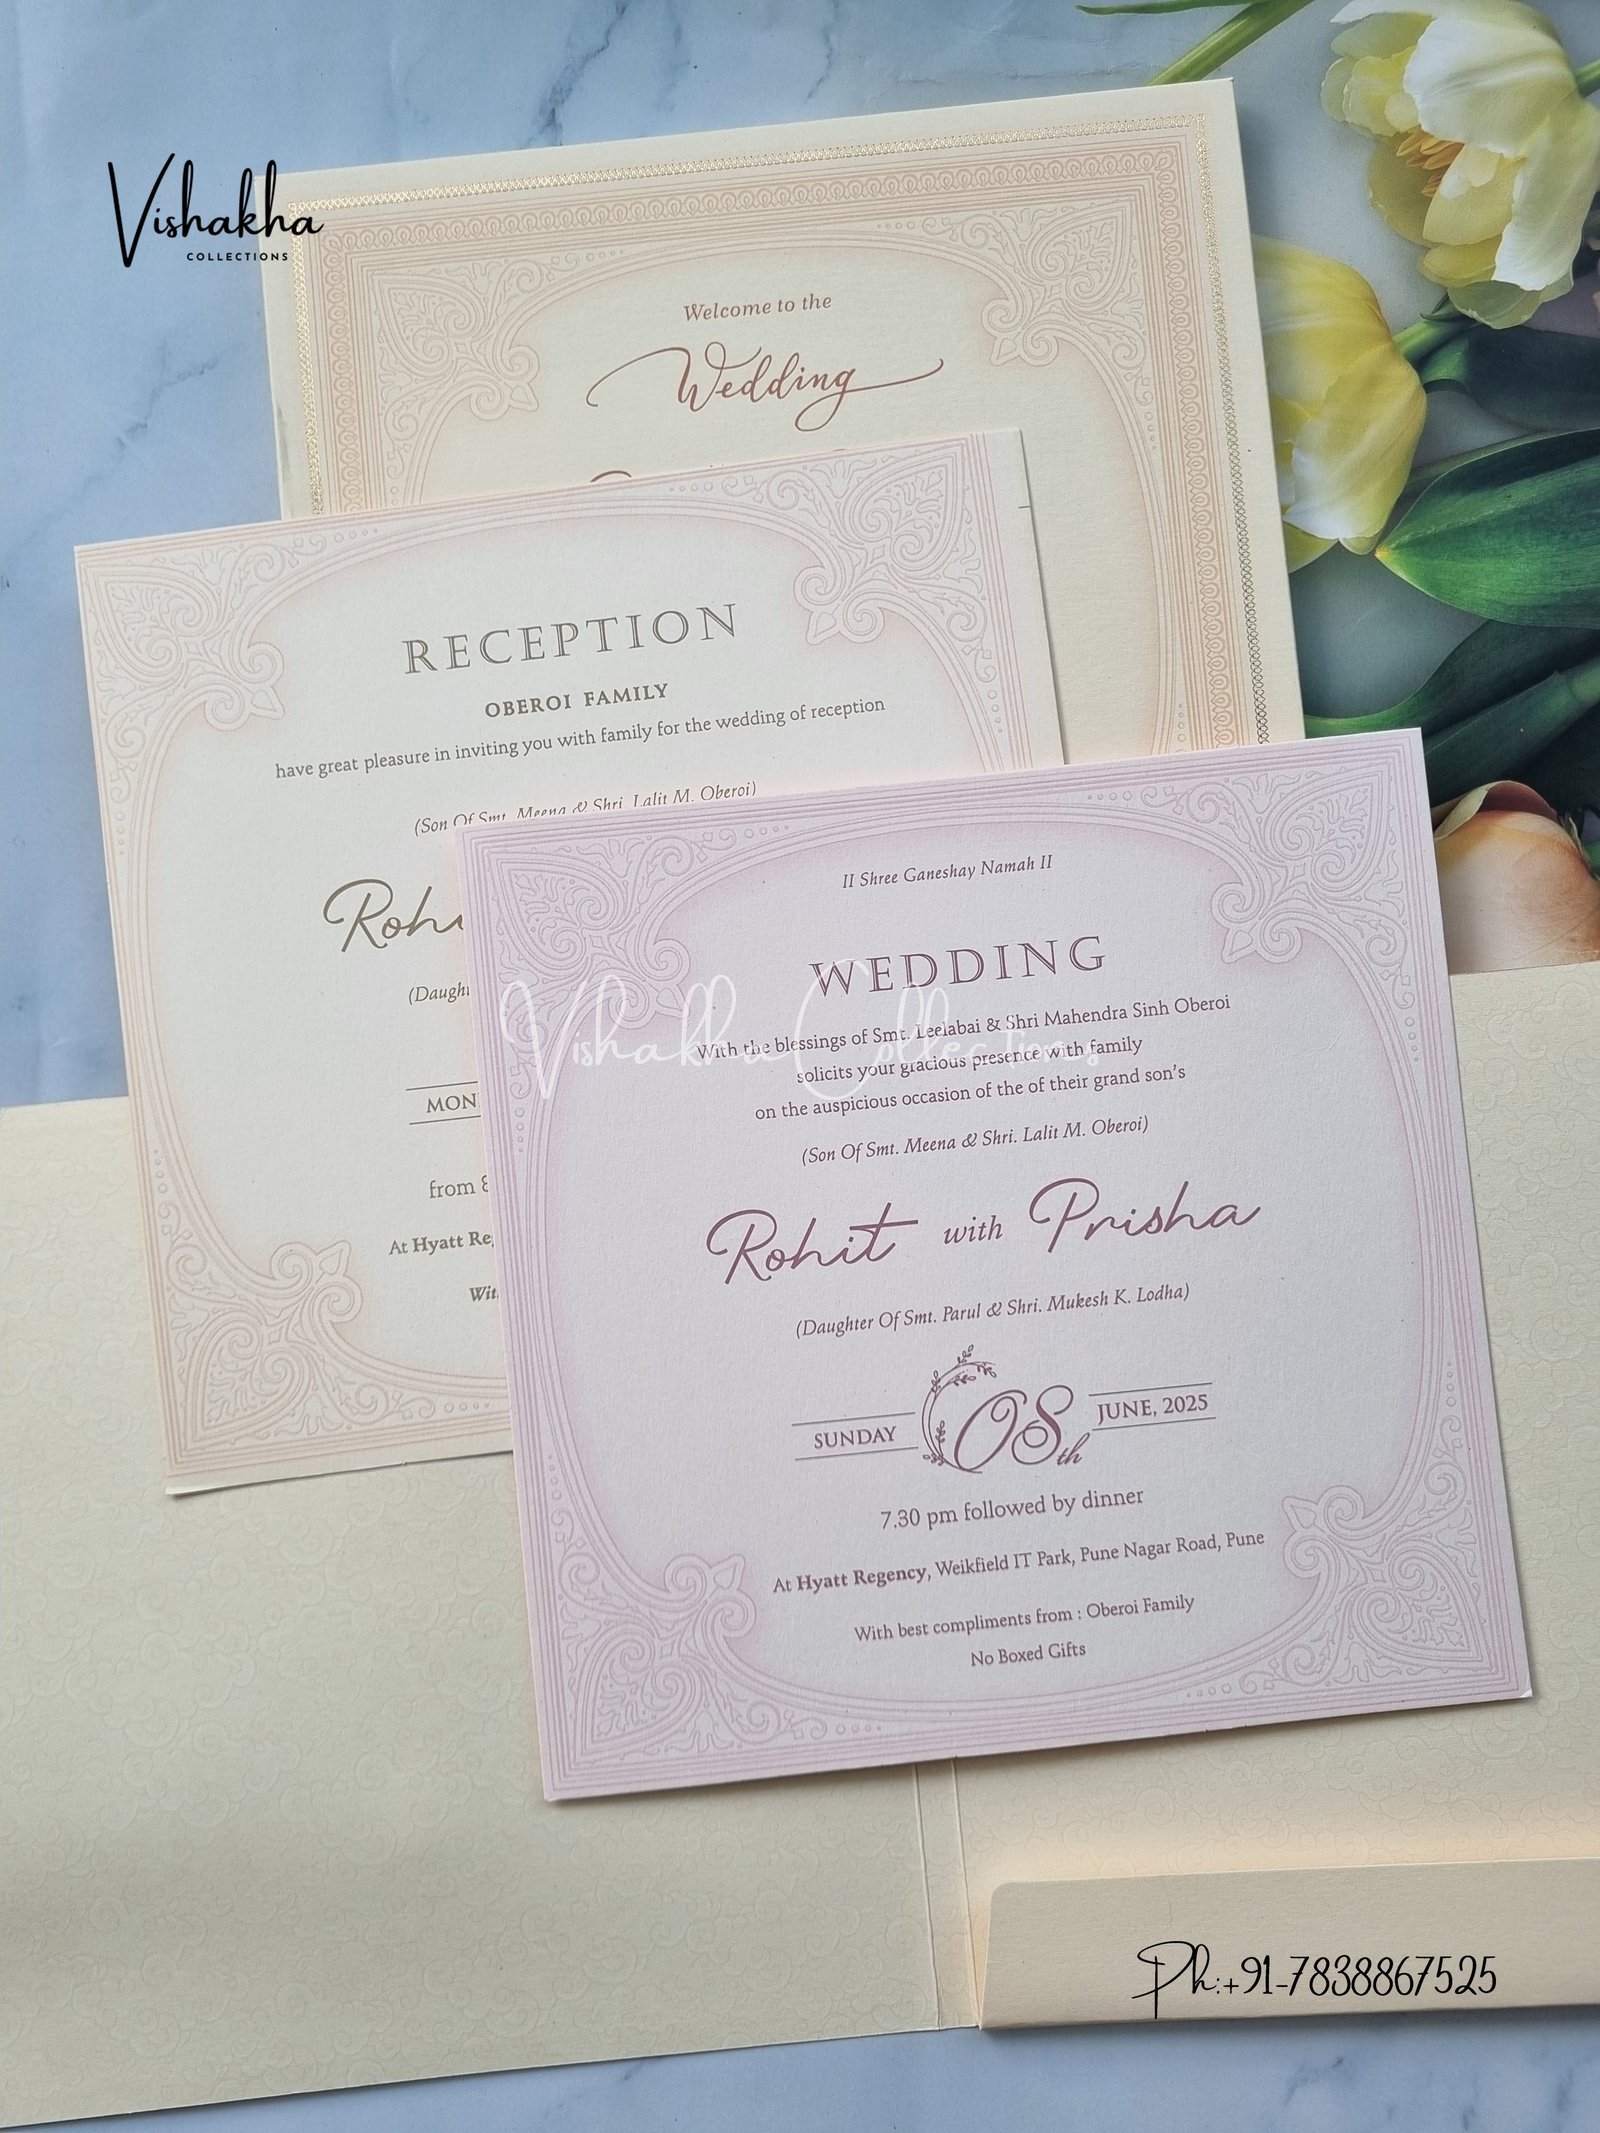 Vishakha
COLLECTIONS
Welcome to the
Wedding
RECEPTION
OBEROI FAMILY
have great pleasure in inviting you with family for the wedding of reception
(Son Of Smt. Meena & Shri. Lalit M. Oberoi)
II Shree Ganeshay Namah II
WEDDING
Vishakha Collections
With the blessings of Smt. Leelabai & Shri Mahendra Sinh Oberoi
solicits your gracious presence with family
on the auspicious occasion of the of their grand son's
(Son Of Smt. Meena & Shri. Lalit M. Oberoi)
Rohit with Prisha
(Daughter Of Smt. Parul & Shri. Mukesh K. Lodha)
SUNDAY 08th JUNE, 2025
7.30 pm followed by dinner
At Hyatt Regency, Weikfield IT Park, Pune Nagar Road, Pune
With best compliments from : Oberoi Family
No Boxed Gifts
MON
from
At Hyatt
Ph:+91-7838867525